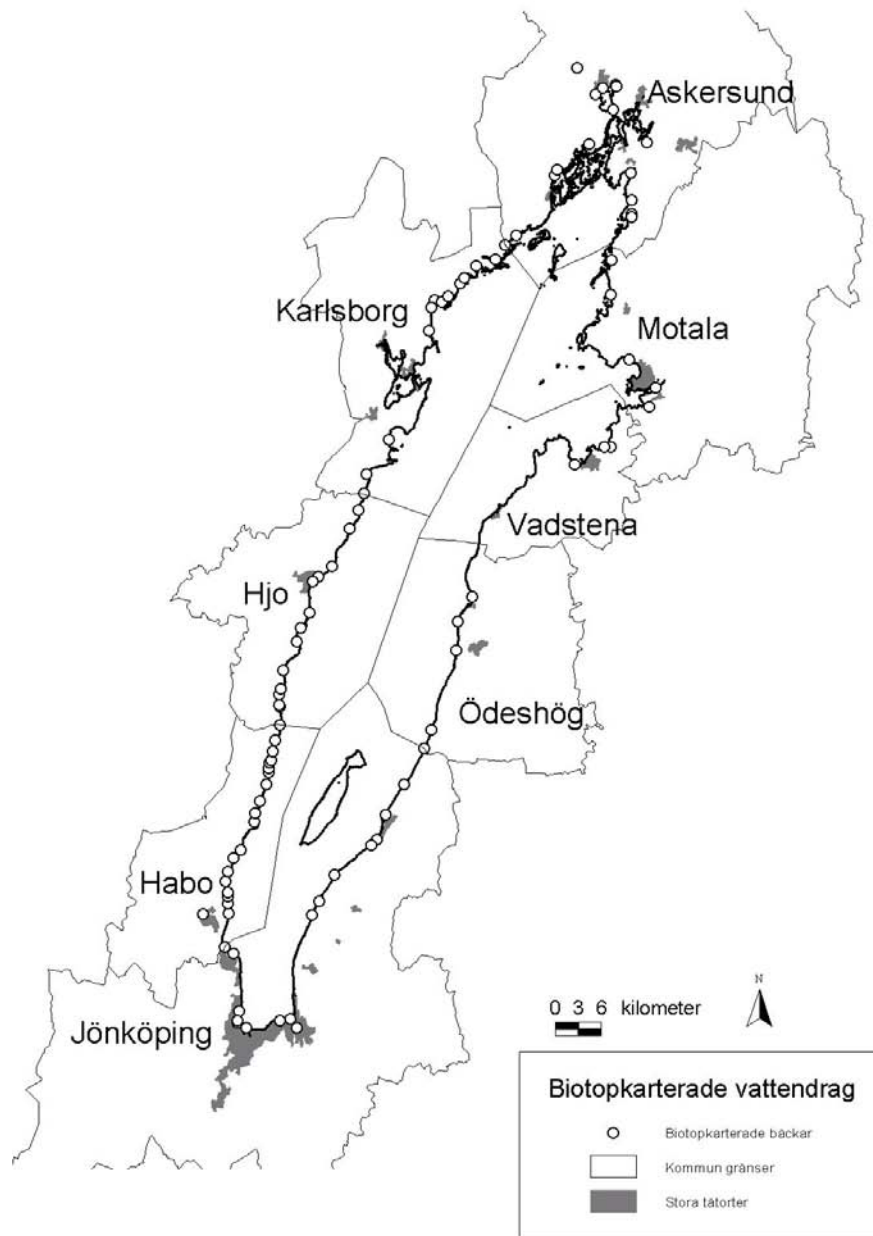 Askersund
Karlsborg
Motala
Vadstena
Hjo
Ödeshög
Habo
Jönköping
0 3 6 kilometer
N
Biotopkarterade vattendrag
Biotopkarterade bäckar
Kommun gränser
Stora tätorter